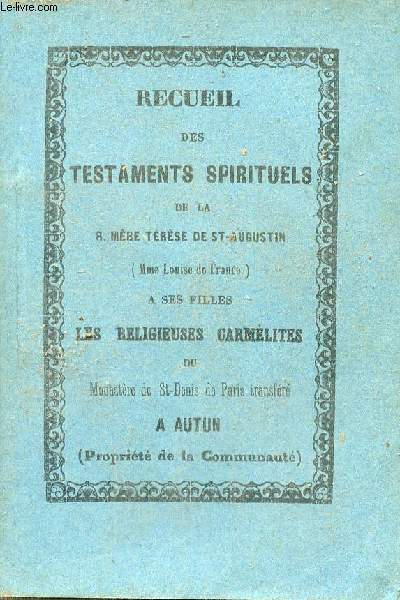 Le-livre.com
RECUEIL
DES
TESTAMENTS SPIRITUELS
DE LA
R. MÈRE TÉRÈSE DE ST-AUGUSTIN
(Mme Louise de France)
A SES FILLES
LES RELIGIEUSES CARMÉLITES
DU
Monastère de St-Denis de Paris transféré
A AUTUN
(Propriété de la Communauté)